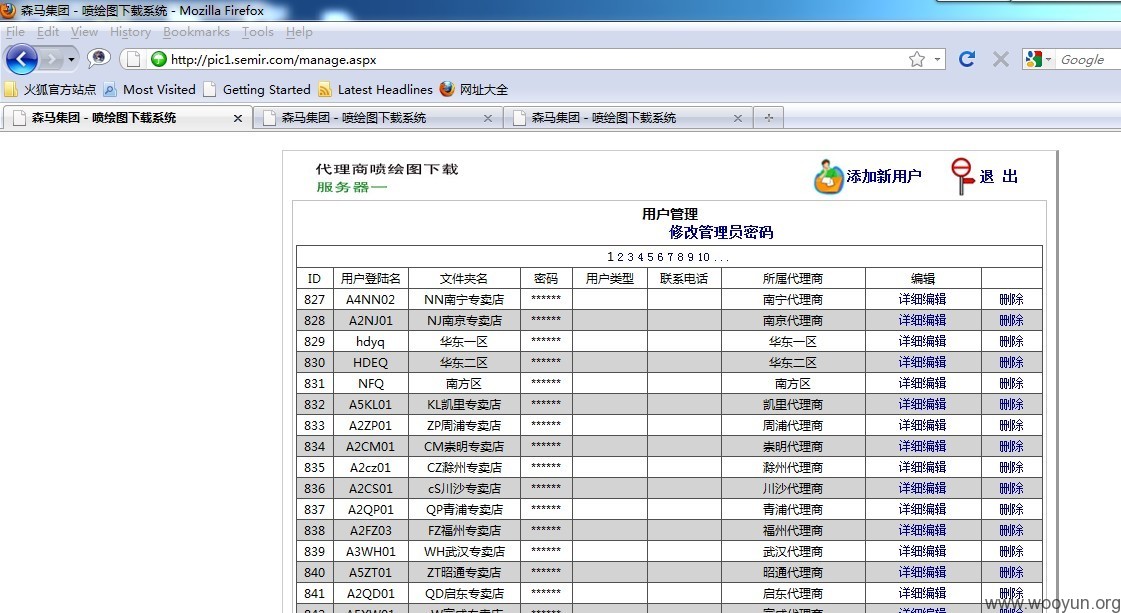 森马集团 - 喷绘图下载系统 - Mozilla Firefox
File Edit View History Bookmarks Tools Help
http://pic1.semir.com/manage.aspx Google
火狐官方站点 Most Visited Getting Started Latest Headlines 网址大全
森马集团 - 喷绘图下载系统 森马集团 - 喷绘图下载系统 森马集团 - 喷绘图下载系统
代理商喷绘图下载
服务器一
添加新用户 退 出
用户管理
修改管理员密码
1 2 3 4 5 6 7 8 9 10 ...
ID 用户登陆名 文件夹名 密码 用户类型 联系电话 所属代理商 编辑
827 A4NN02 NN南宁专卖店 ****** 南宁代理商 详细编辑 删除
828 A2NJ01 NJ南京专卖店 ****** 南京代理商 详细编辑 删除
829 hdyq 华东一区 ****** 华东一区 详细编辑 删除
830 HDEQ 华东二区 ****** 华东二区 详细编辑 删除
831 NFQ 南方区 ****** 南方区 详细编辑 删除
832 A5KL01 KL凯里专卖店 ****** 凯里代理商 详细编辑 删除
833 A2ZP01 ZP周浦专卖店 ****** 周浦代理商 详细编辑 删除
834 A2CM01 CM崇明专卖店 ****** 崇明代理商 详细编辑 删除
835 A2cz01 CZ滁州专卖店 ****** 滁州代理商 详细编辑 删除
836 A2CS01 cS川沙专卖店 ****** 川沙代理商 详细编辑 删除
837 A2QP01 QP青浦专卖店 ****** 青浦代理商 详细编辑 删除
838 A2FZ03 FZ福州专卖店 ****** 福州代理商 详细编辑 删除
839 A3WH01 WH武汉专卖店 ****** 武汉代理商 详细编辑 删除
840 A5ZT01 ZT昭通专卖店 ****** 昭通代理商 详细编辑 删除
841 A2QD01 QD启东专卖店 ****** 启东代理商 详细编辑 删除
www.wooyun.org